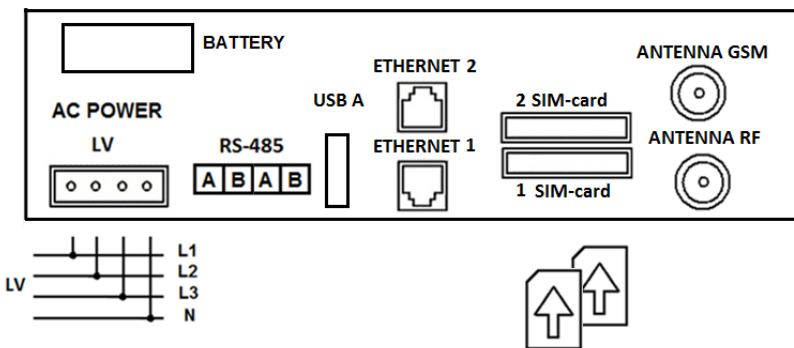 BATTERY
ETHERNET 2
ANTENNA GSM
USB A
2 SIM-card
AC POWER
LV
RS-485
ETHERNET 1
ANTENNA RF
A B A B
1 SIM-card
L1
L2
LV
L3
N